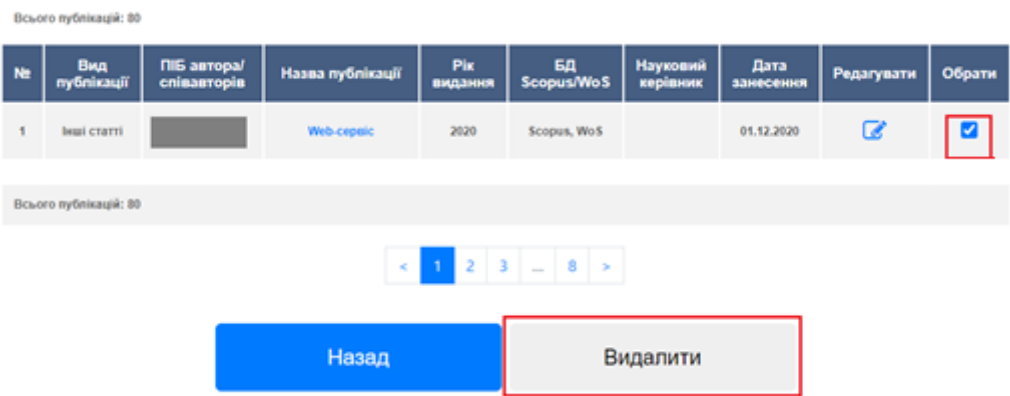 Всього публікацій: 80
№ Вид публікації ПІБ автора/співавторів Назва публікації Рік видання БД Scopus/WoS Науковий керівник Дата занесення Редагувати Обрати
1 Інші статті Web-сервіс 2020 Scopus, WoS 01.12.2020
Всього публікацій: 80
< 1 2 3 ... 8 >
Назад Видалити